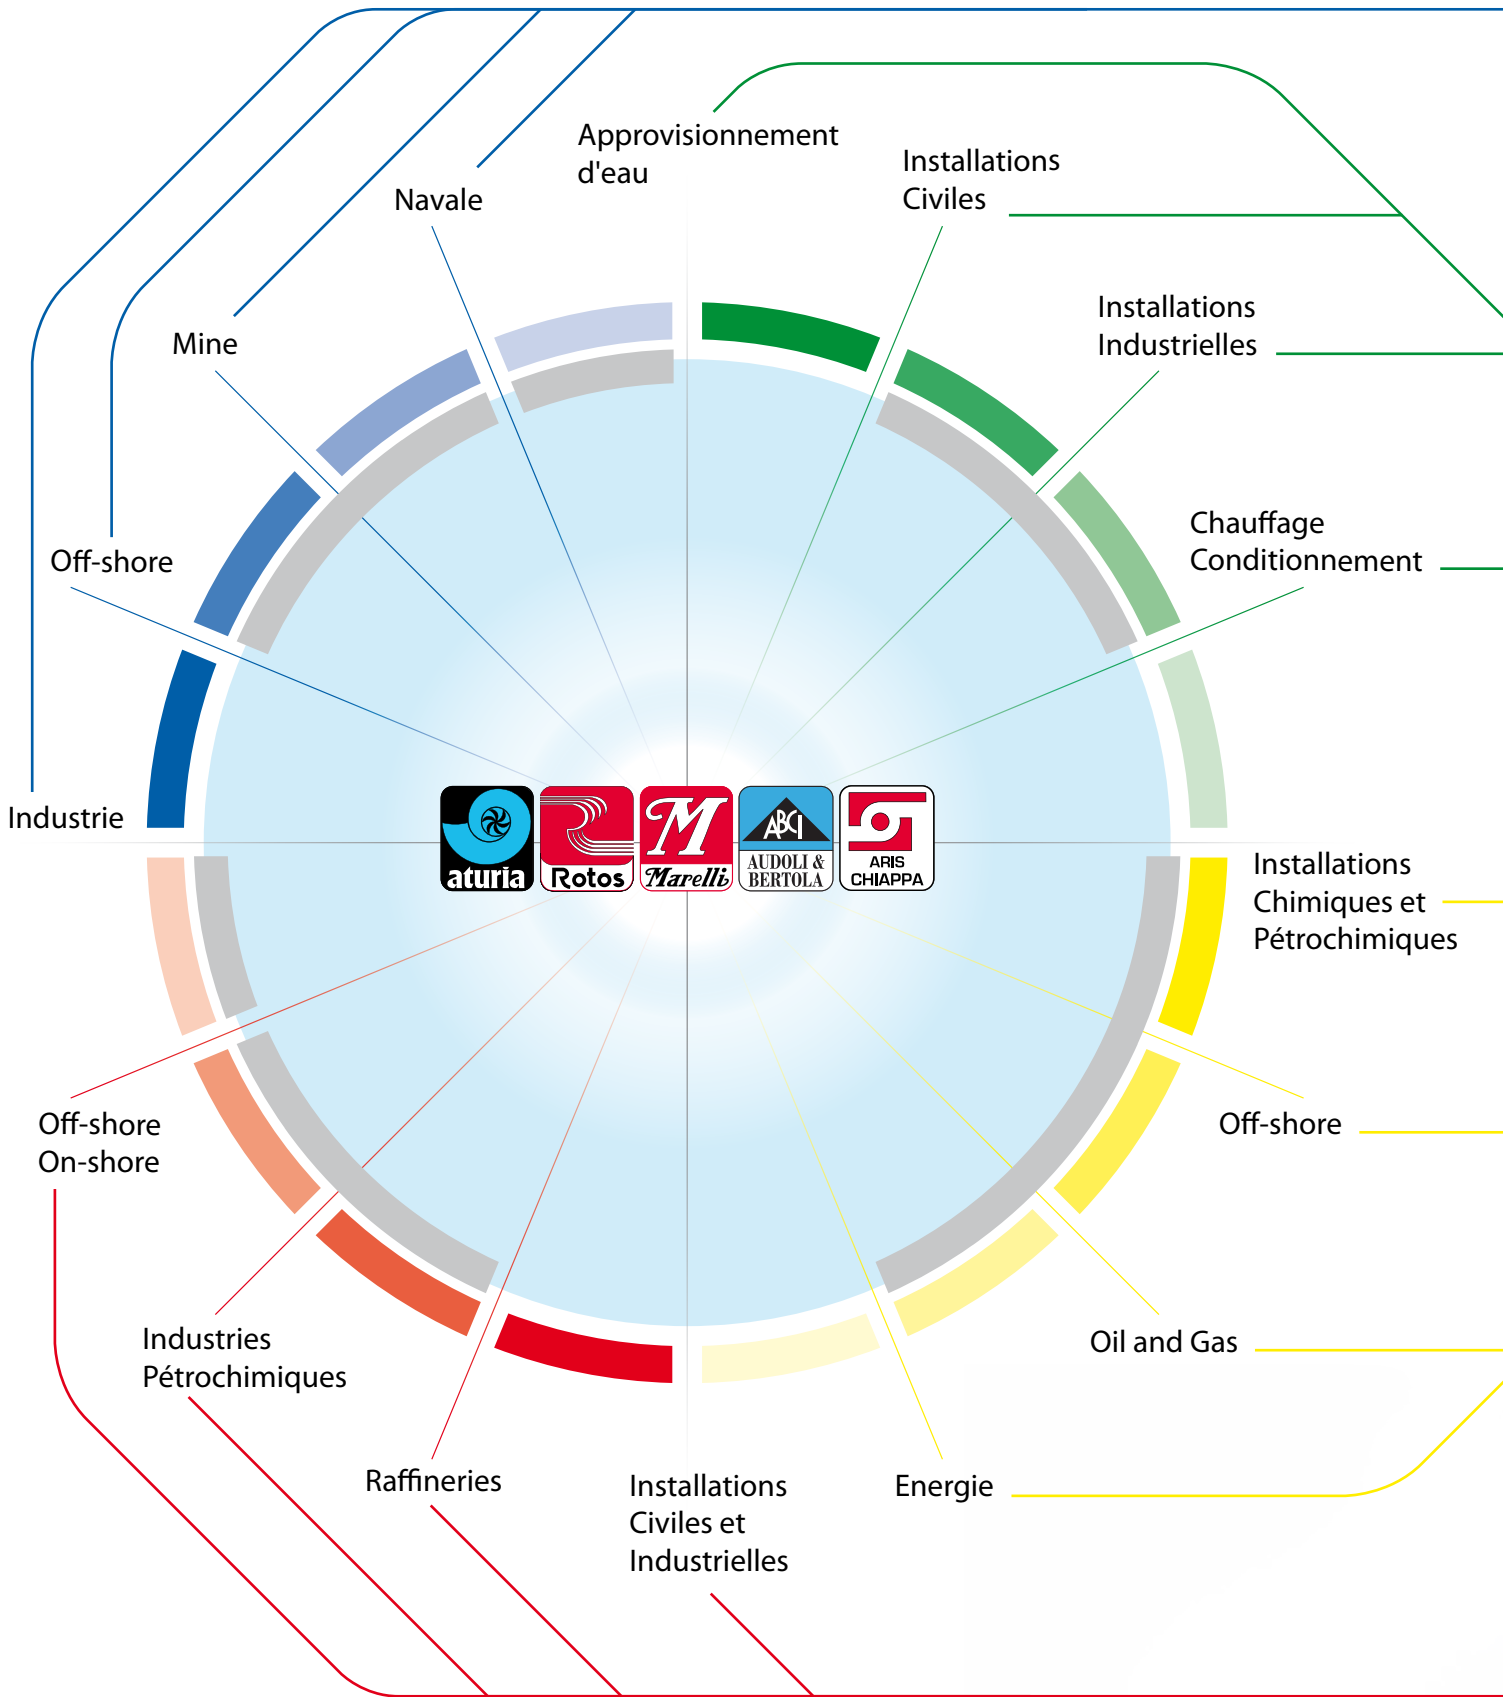 Approvisionnement
d'eau
Installations
Civiles
Navale
Installations
Industrielles
Mine
Chauffage
Conditionnement
Off-shore
Industrie
aturia
Rotos
M
Marelli
ABCI
AUDOLI &
BERTOLA
ARIS
CHIAPPA
Installations
Chimiques et
Pétrochimiques
Off-shore
On-shore
Off-shore
Industries
Pétrochimiques
Oil and Gas
Raffineries
Installations
Civiles et
Industrielles
Energie